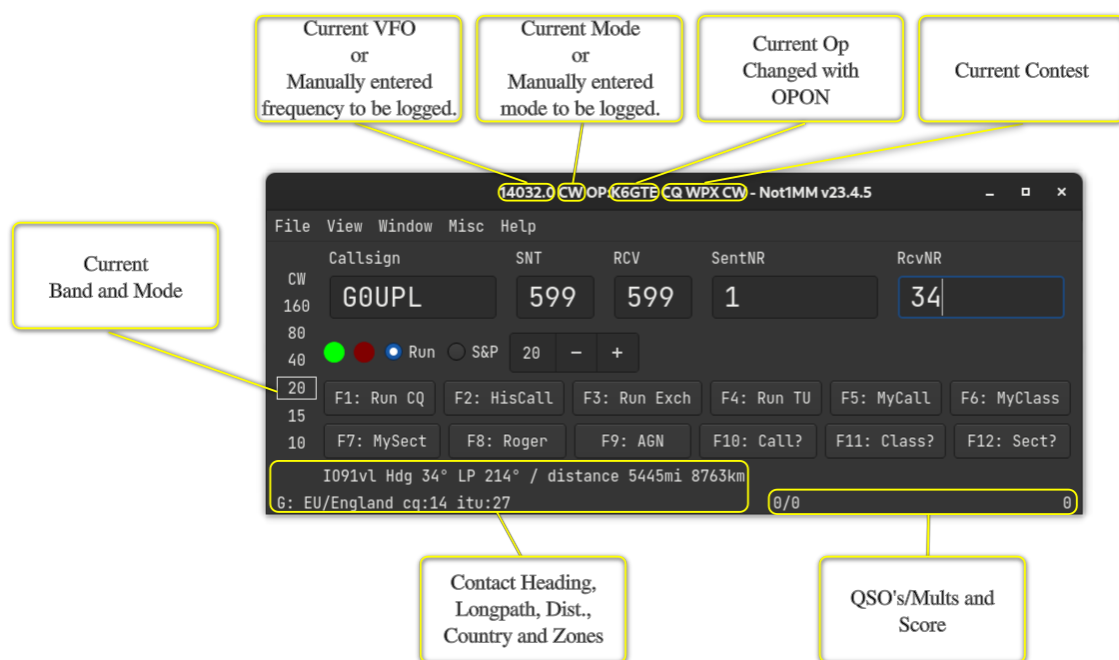 Current VFO
or
Manually entered
frequency to be logged.
Current Mode
or
Manually entered
mode to be logged.
Current Op
Changed with
OPON
Current Contest
14032.0 CW OP:K6GTE CQ WPX CW - Not1MM v23.4.5
File View Window Misc Help
Current
Band and Mode
Callsign SNT RCV SentNR RcvNR
CW
160
80
40
20
15
10
G0UPL 599 599 1 34
Run S&P 20 − +
F1: Run CQ F2: HisCall F3: Run Exch F4: Run TU F5: MyCall F6: MyClass
F7: MySect F8: Roger F9: AGN F10: Call? F11: Class? F12: Sect?
IO91vl Hdg 34° LP 214° / distance 5445mi 8763km
G: EU/England cq:14 itu:27
0/0 0
Contact Heading,
Longpath, Dist.,
Country and Zones
QSO's/Mults and
Score